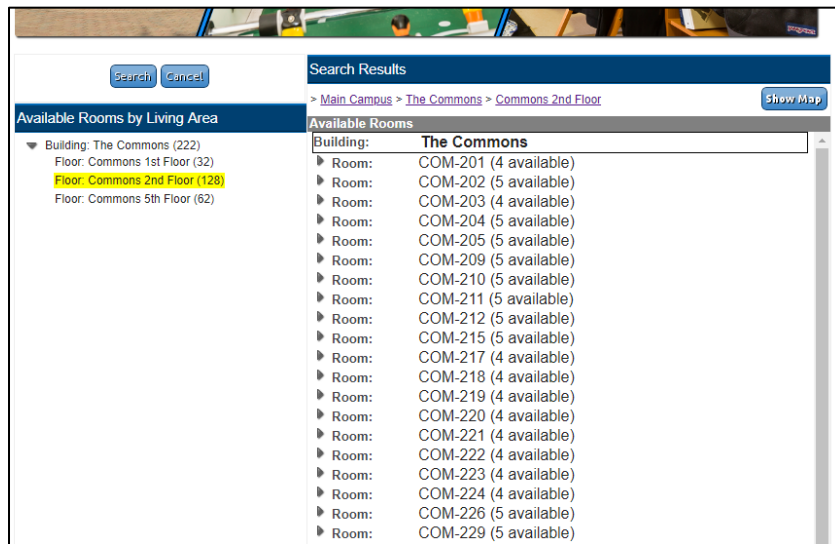 Search Cancel
Available Rooms by Living Area
Building: The Commons (222)
Floor: Commons 1st Floor (32)
Floor: Commons 2nd Floor (128)
Floor: Commons 5th Floor (62)
Search Results
> Main Campus > The Commons > Commons 2nd Floor
Show Map
Available Rooms
Building: The Commons
Room: COM-201 (4 available)
Room: COM-202 (5 available)
Room: COM-203 (4 available)
Room: COM-204 (5 available)
Room: COM-205 (5 available)
Room: COM-209 (5 available)
Room: COM-210 (5 available)
Room: COM-211 (5 available)
Room: COM-212 (5 available)
Room: COM-215 (5 available)
Room: COM-217 (4 available)
Room: COM-218 (4 available)
Room: COM-219 (4 available)
Room: COM-220 (4 available)
Room: COM-221 (4 available)
Room: COM-222 (4 available)
Room: COM-223 (4 available)
Room: COM-224 (4 available)
Room: COM-226 (5 available)
Room: COM-229 (5 available)